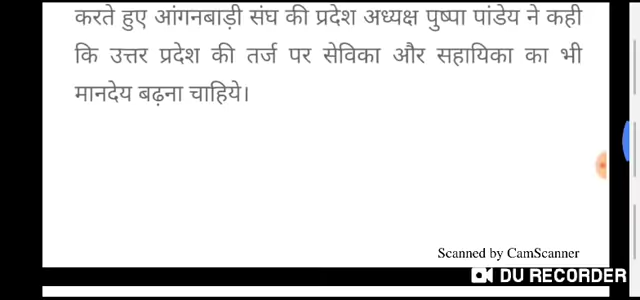 करते हुए आंगनबाड़ी संघ की प्रदेश अध्यक्ष पुष्पा पांडेय ने कही
कि उत्तर प्रदेश की तर्ज पर सेविका और सहायिका का भी
मानदेय बढ़ना चाहिये।
Scanned by CamScanner
DU RECORDER